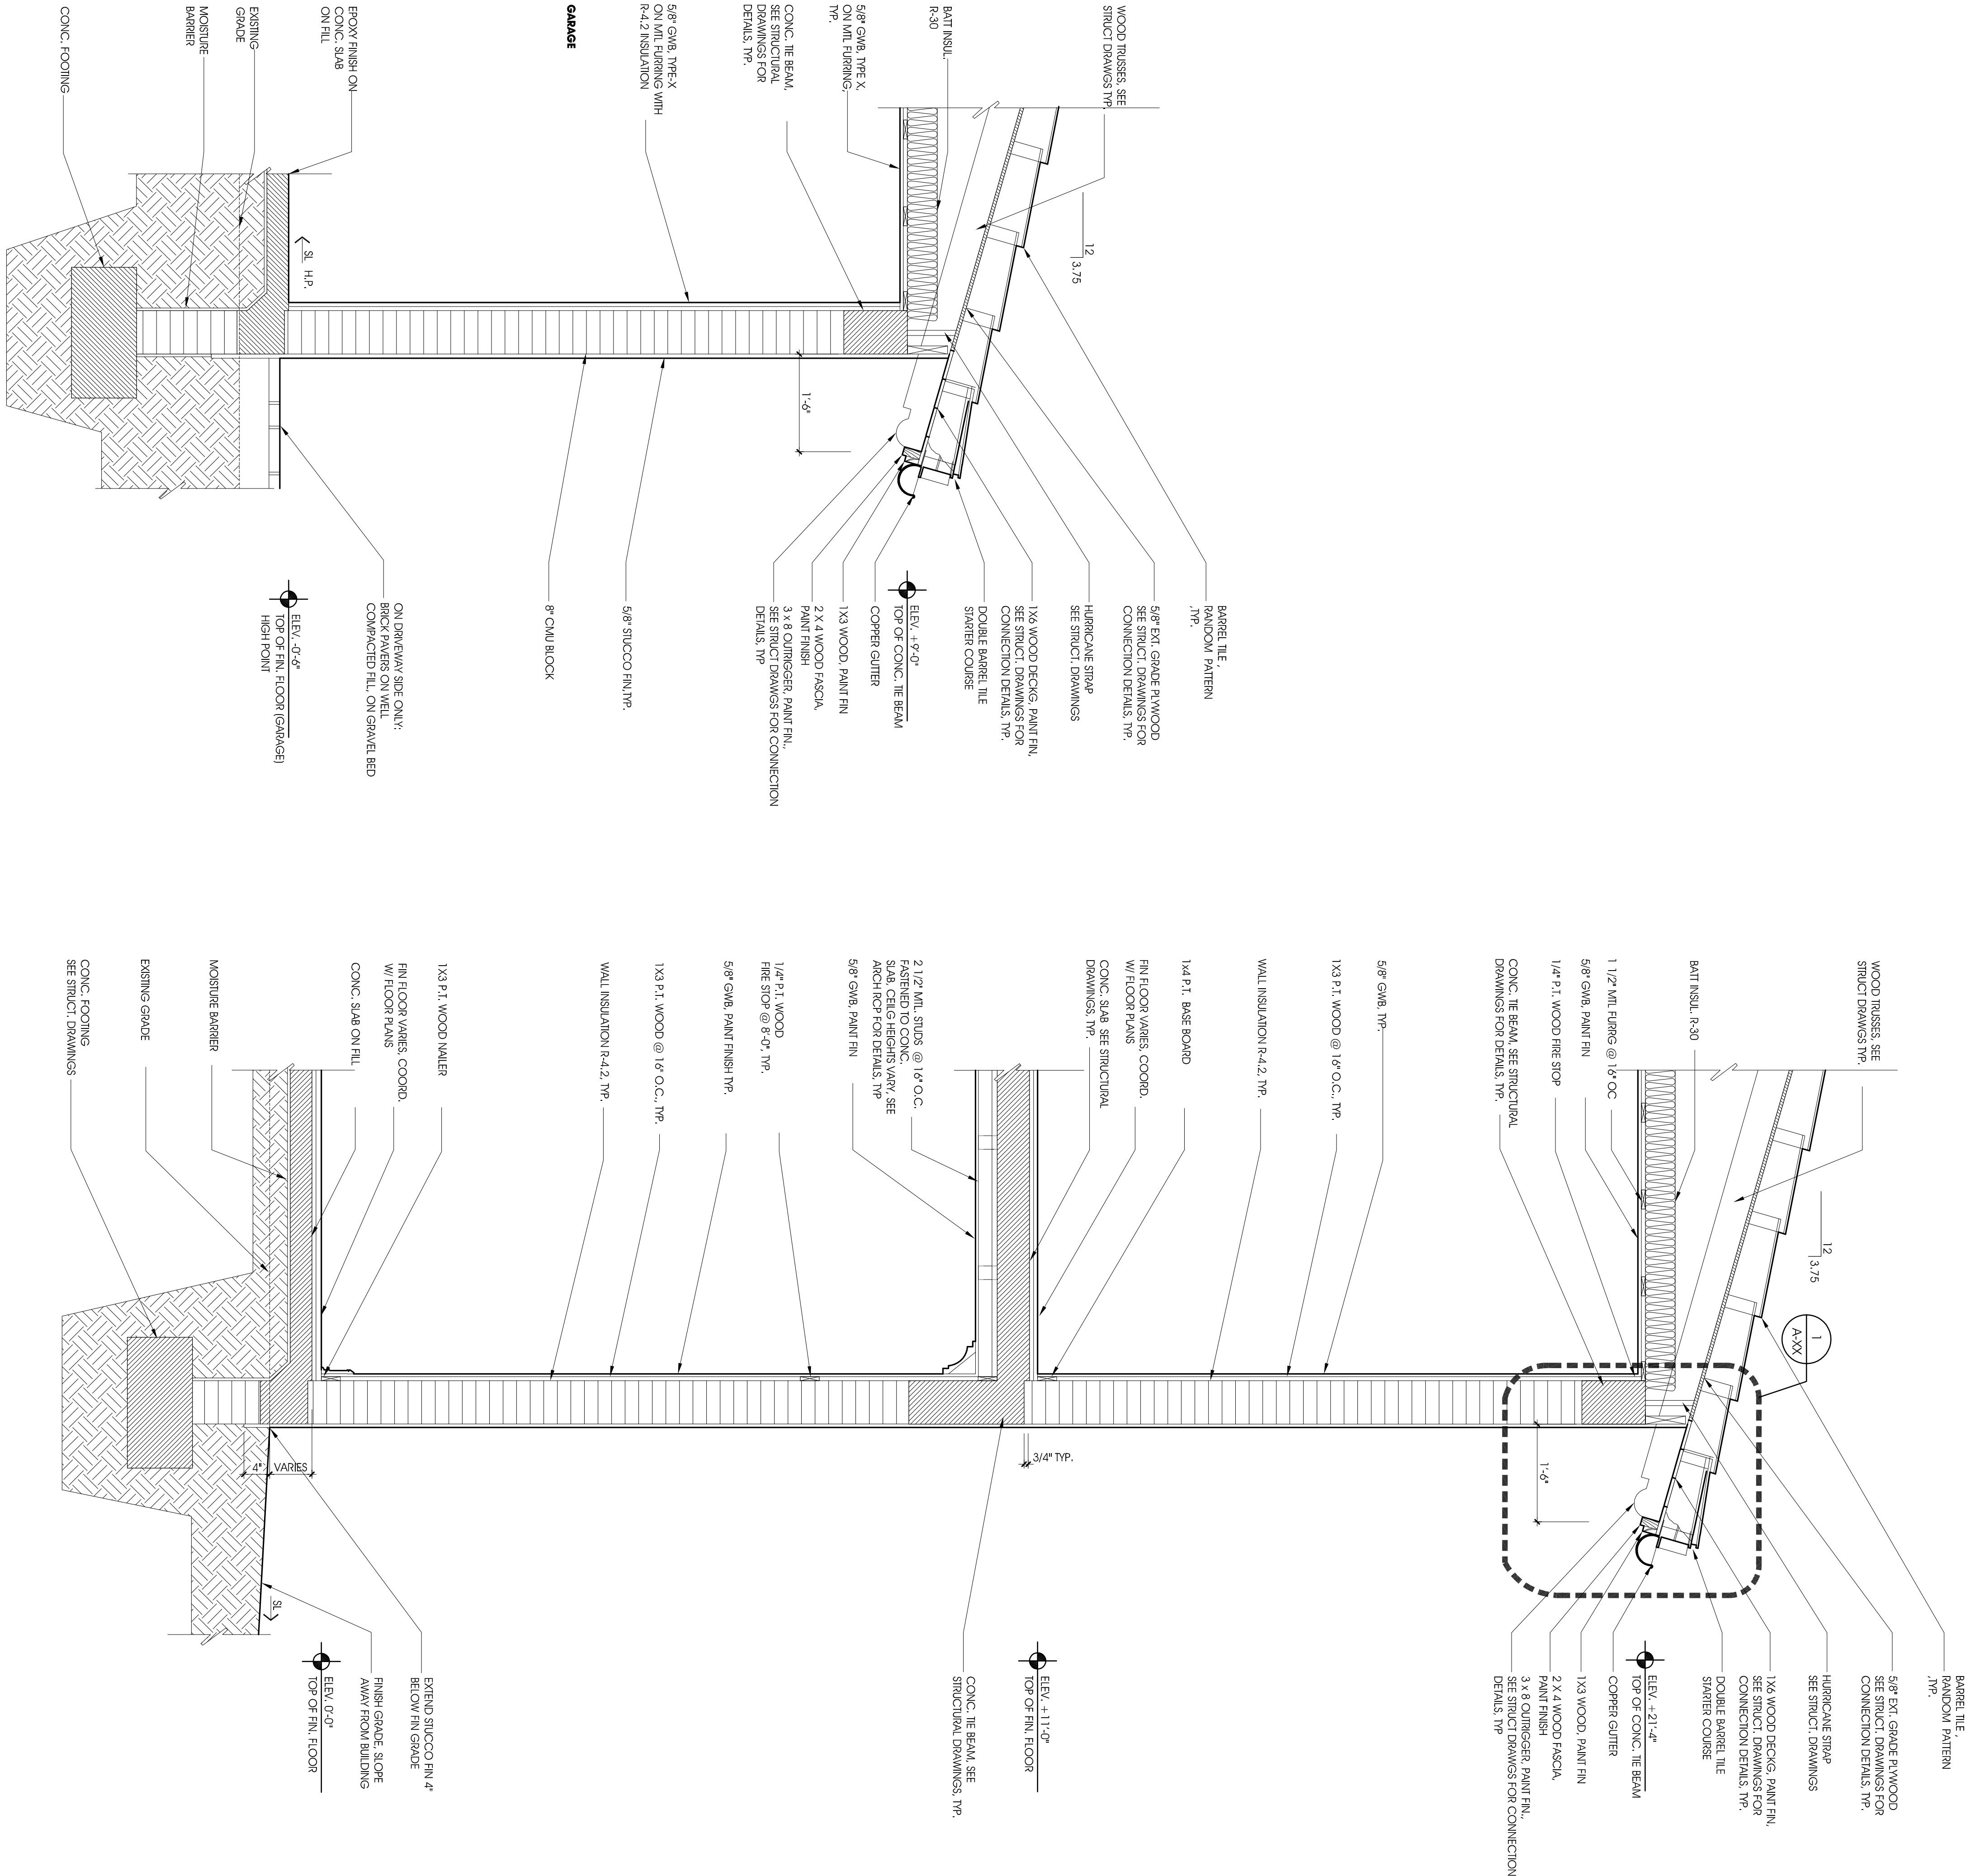 WOOD TRUSSES, SEE
STRUCT DRAWGS TYP.
BATT INSUL.
R-30
5/8" GWB, TYPE X,
ON MTL FURRING,
TYP.
CONC. TIE BEAM,
SEE STRUCTURAL
DRAWINGS FOR
DETAILS, TYP.
5/8" GWB, TYPE-X
ON MTL FURRING WITH
R-4.2 INSULATION
GARAGE
EPOXY FINISH ON
CONC. SLAB
ON FILL
EXISTING
GRADE
MOISTURE
BARRIER
CONC. FOOTING
12
3.75
1'-6"
SL H.P.
BARREL TILE ,
RANDOM PATTERN
,TYP.
5/8" EXT. GRADE PLYWOOD
SEE STRUCT. DRAWINGS FOR
CONNECTION DETAILS, TYP.
HURRICANE STRAP
SEE STRUCT. DRAWINGS
1X6 WOOD DECKG, PAINT FIN,
SEE STRUCT. DRAWINGS FOR
CONNECTION DETAILS, TYP.
DOUBLE BARREL TILE
STARTER COURSE
ELEV. +9'-0"
TOP OF CONC. TIE BEAM
COPPER GUTTER
1X3 WOOD, PAINT FIN
2 X 4 WOOD FASCIA,
PAINT FINISH
3 x 8 OUTRIGGER, PAINT FIN.,
SEE STRUCT DRAWGS FOR CONNECTION
DETAILS, TYP
5/8" STUCCO FIN,TYP.
8" CMU BLOCK
ON DRIVEWAY SIDE ONLY:
BRICK PAVERS ON WELL
COMPACTED FILL, ON GRAVEL BED
ELEV. -0'-6"
TOP OF FIN. FLOOR (GARAGE)
HIGH POINT
WOOD TRUSSES, SEE
STRUCT DRAWGS TYP.
BATT INSUL. R-30
1 1/2" MTL FURRG @ 16" OC
5/8" GWB, PAINT FIN
1/4" P.T. WOOD FIRE STOP
CONC. TIE BEAM, SEE STRUCTURAL
DRAWINGS FOR DETAILS, TYP.
5/8" GWB, TYP.
1X3 P.T. WOOD @ 16" O.C., TYP.
WALL INSULATION R-4.2, TYP.
1x4 P.T. BASE BOARD
FIN FLOOR VARIES, COORD.
W/ FLOOR PLANS
CONC. SLAB SEE STRUCTURAL
DRAWINGS, TYP.
2 1/2" MTL. STUDS @ 16" O.C.
FASTENED TO CONC.
SLAB, CEILG HEIGHTS VARY, SEE
ARCH RCP FOR DETAILS, TYP
5/8" GWB, PAINT FIN
1/4" P.T. WOOD
FIRE STOP @ 8'-0", TYP.
5/8" GWB, PAINT FINISH TYP.
1X3 P.T. WOOD @ 16" O.C., TYP.
WALL INSULATION R-4.2, TYP.
1X3 P.T. WOOD NAILER
FIN FLOOR VARIES, COORD.
W/ FLOOR PLANS
CONC. SLAB ON FILL
MOISTURE BARRIER
EXISTING GRADE
CONC. FOOTING
SEE STRUCT. DRAWINGS
12
3.75
1
A-XX
1'-6"
3/4" TYP.
VARIES
4"
SL
BARREL TILE ,
RANDOM PATTERN
,TYP.
5/8" EXT. GRADE PLYWOOD
SEE STRUCT. DRAWINGS FOR
CONNECTION DETAILS, TYP.
HURRICANE STRAP
SEE STRUCT. DRAWINGS
1X6 WOOD DECKG, PAINT FIN,
SEE STRUCT. DRAWINGS FOR
CONNECTION DETAILS, TYP.
DOUBLE BARREL TILE
STARTER COURSE
ELEV. +21'-4"
TOP OF CONC. TIE BEAM
COPPER GUTTER
1X3 WOOD, PAINT FIN
2 X 4 WOOD FASCIA,
PAINT FINISH
3 x 8 OUTRIGGER, PAINT FIN.,
SEE STRUCT DRAWGS FOR CONNECTION
DETAILS, TYP
ELEV. +11'-0"
TOP OF FIN. FLOOR
CONC. TIE BEAM, SEE
STRUCTURAL DRAWINGS, TYP.
EXTEND STUCCO FIN 4"
BELOW FIN GRADE
FINISH GRADE, SLOPE
AWAY FROM BUILDING
ELEV. 0'-0"
TOP OF FIN. FLOOR